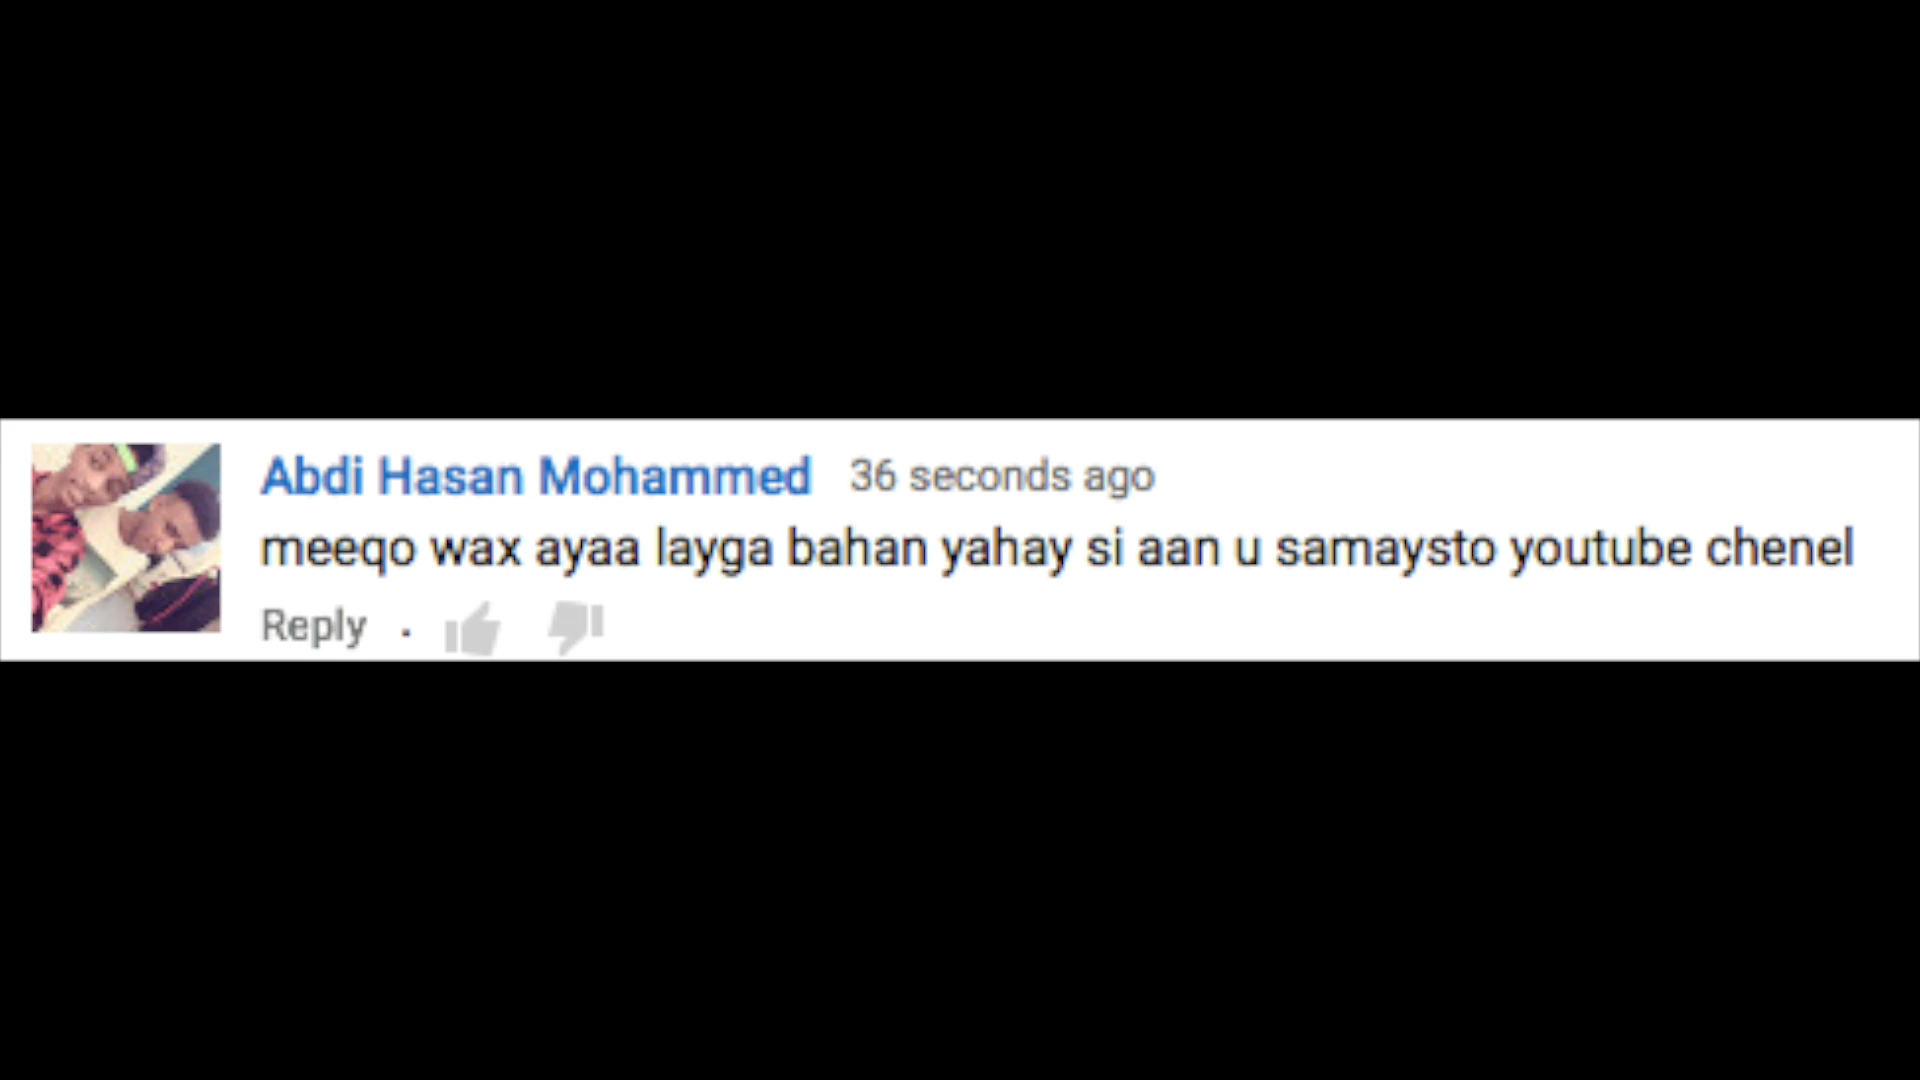 Abdi Hasan Mohammed 36 seconds ago
meeqo wax ayaa layga bahan yahay si aan u samaysto youtube chenel
Reply .